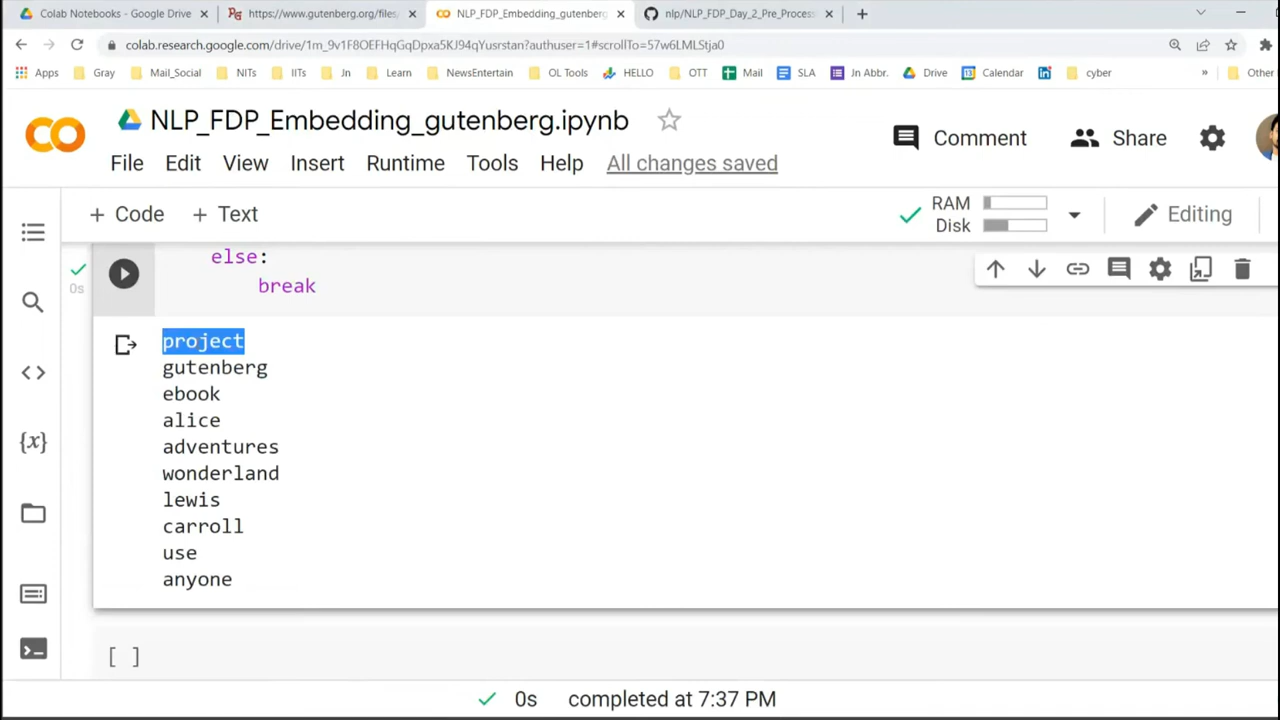 Colab Notebooks - Google Drive
https://www.gutenberg.org/files/
NLP_FDP_Embedding_gutenberg
nlp/NLP_FDP_Day_2_Pre_Process
colab.research.google.com/drive/1m_9v1F8OEFHqGqDpxa5KJ94qYusrstan?authuser=1#scrollTo=57w6LMLStja0
Apps Gray Mail_Social NITs IITs Jn Learn NewsEntertain OL Tools HELLO OTT Mail SLA Jn Abbr. Drive Calendar cyber » Other
NLP_FDP_Embedding_gutenberg.ipynb
Comment
Share
File Edit View Insert Runtime Tools Help All changes saved
+ Code + Text
RAM
Disk
Editing
else:
0s
break
project
gutenberg
ebook
alice
adventures
wonderland
lewis
carroll
use
anyone
[ ]
0s completed at 7:37 PM